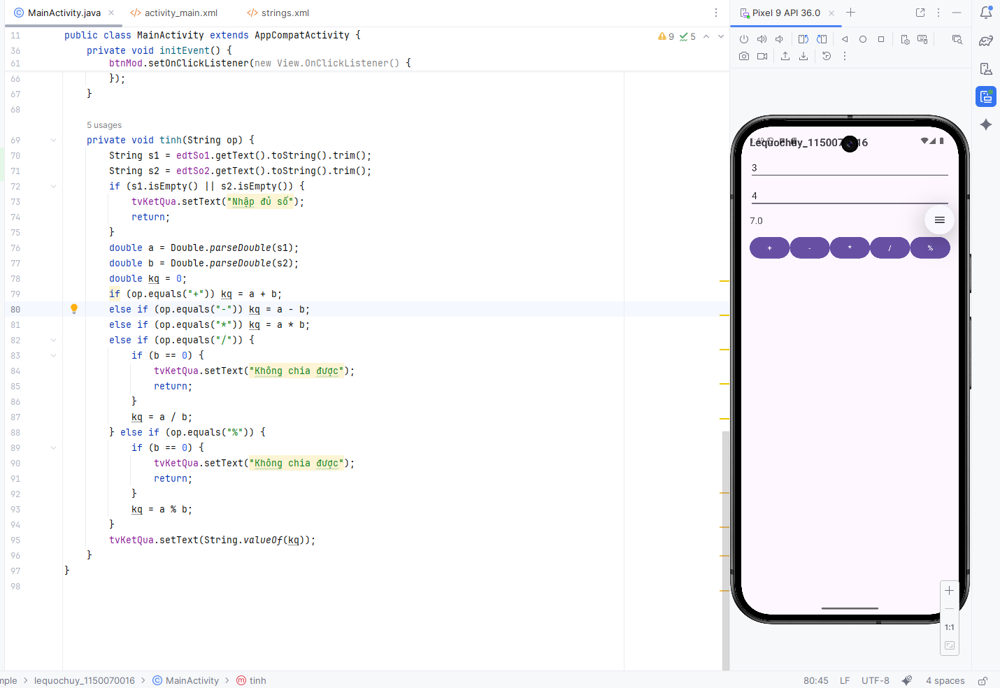 MainActivity.java
activity_main.xml
strings.xml
Pixel 9 API 36.0
9
5
11 public class MainActivity extends AppCompatActivity {
36 private void initEvent() {
61 btnMod.setOnClickListener(new View.OnClickListener() {
66 });
67 }
68
5 usages
69 private void tinh(String op) {
70 String s1 = edtSo1.getText().toString().trim();
71 String s2 = edtSo2.getText().toString().trim();
72 if (s1.isEmpty() || s2.isEmpty()) {
73 tvKetQua.setText("Nhập đủ số");
74 return;
75 }
76 double a = Double.parseDouble(s1);
77 double b = Double.parseDouble(s2);
78 double kq = 0;
79 if (op.equals("+")) kq = a + b;
80 else if (op.equals("-")) kq = a - b;
81 else if (op.equals("*")) kq = a * b;
82 else if (op.equals("/")) {
83 if (b == 0) {
84 tvKetQua.setText("Không chia được");
85 return;
86 }
87 kq = a / b;
88 } else if (op.equals("%")) {
89 if (b == 0) {
90 tvKetQua.setText("Không chia được");
91 return;
92 }
93 kq = a % b;
94 }
95 tvKetQua.setText(String.valueOf(kq));
96 }
97 }
98
3
4
7.0
+ - * / %
1:1
lequochuy_1150070016 MainActivity tinh
80:45 LF UTF-8 4 spaces